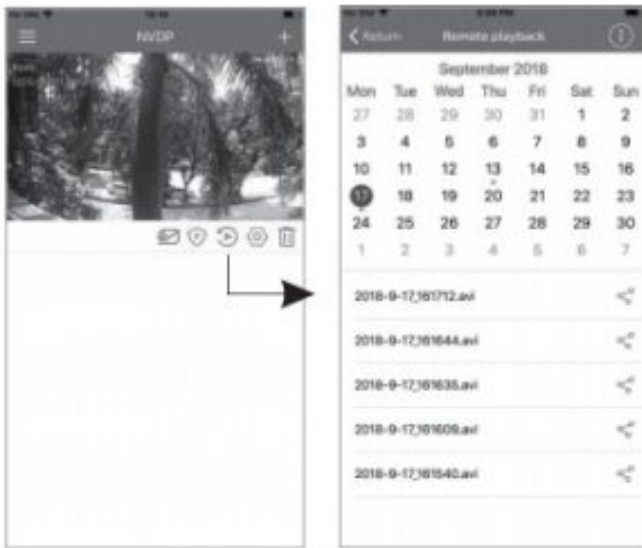 NVDP
+
Return
Remote playback
September 2018
Mon Tue Wed Thu Fri Sat Sun
27 28 29 30 31 1 2
3 4 5 6 7 8 9
10 11 12 13 14 15 16
17 18 19 20 21 22 23
24 25 26 27 28 29 30
1 2 3 4 5 6 7
2018-9-17_161712.avi
2018-9-17_161644.avi
2018-9-17_161635.avi
2018-9-17_161609.avi
2018-9-17_161540.avi